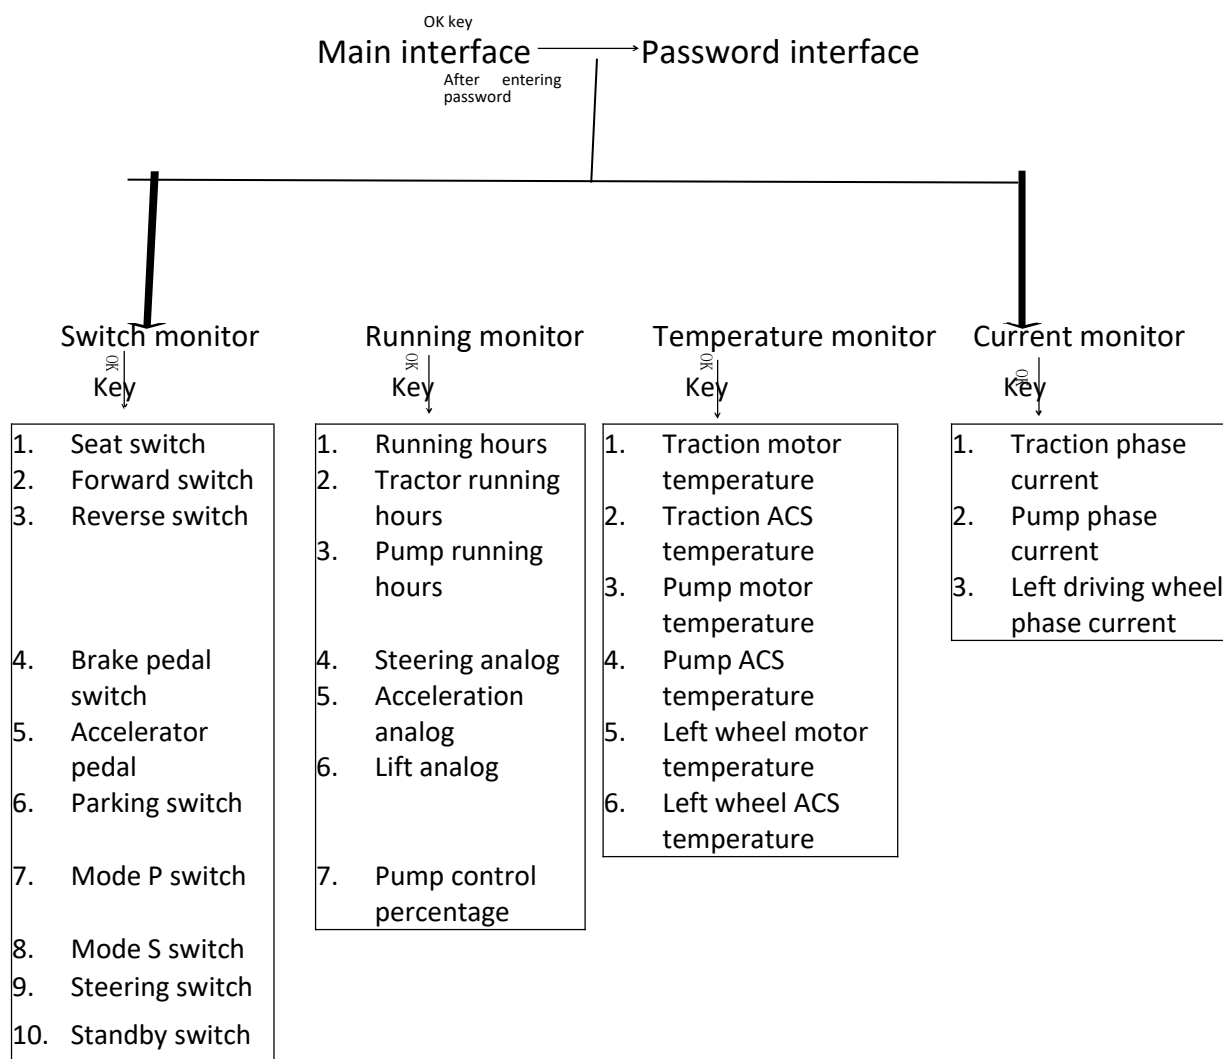 OK key
Main interface Password interface
After entering
password
Switch monitor Running monitor Temperature monitor Current monitor
OK OK OK OK
Key Key Key Key
1. Seat switch
2. Forward switch
3. Reverse switch
4. Brake pedal
switch
5. Accelerator
pedal
6. Parking switch
7. Mode P switch
8. Mode S switch
9. Steering switch
10. Standby switch
1. Running hours
2. Tractor running
hours
3. Pump running
hours
4. Steering analog
5. Acceleration
analog
6. Lift analog
7. Pump control
percentage
1. Traction motor
temperature
2. Traction ACS
temperature
3. Pump motor
temperature
4. Pump ACS
temperature
5. Left wheel motor
temperature
6. Left wheel ACS
temperature
1. Traction phase
current
2. Pump phase
current
3. Left driving wheel
phase current